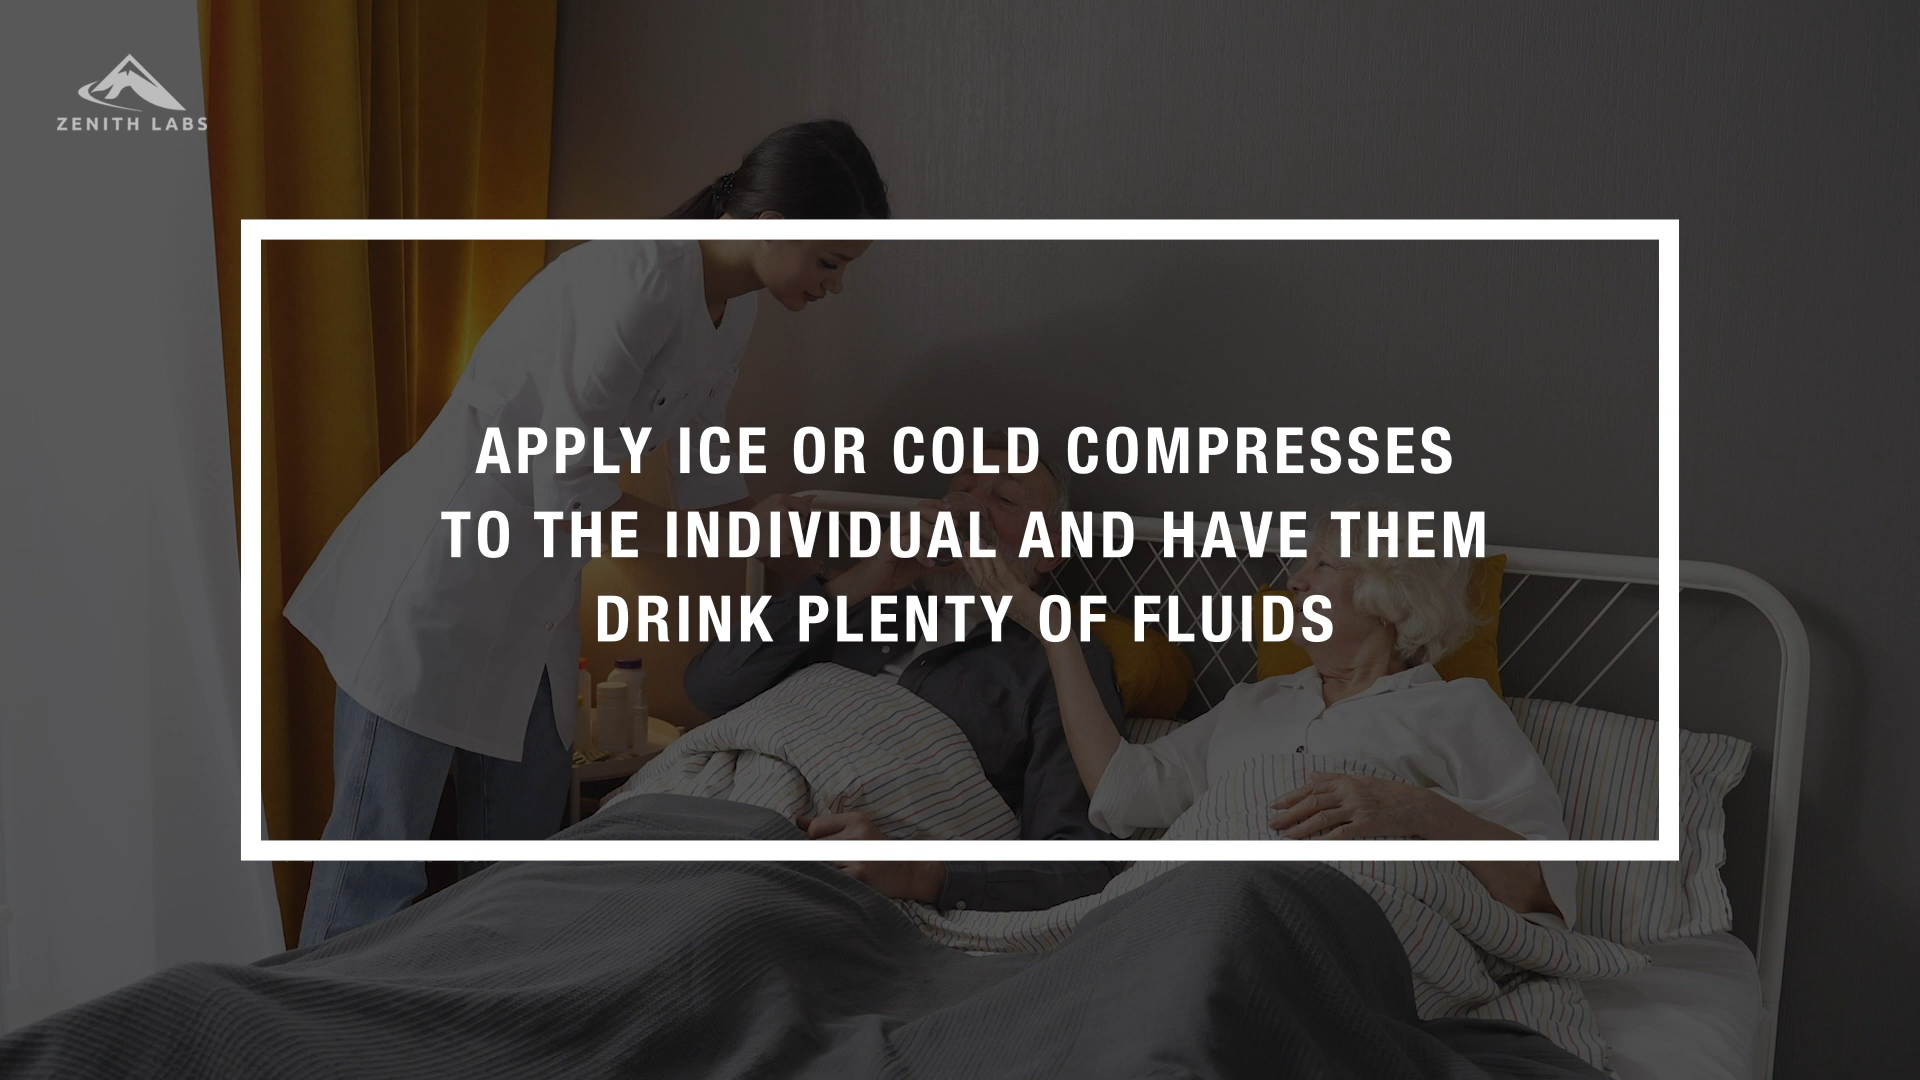 ZENITH LABS
APPLY ICE OR COLD COMPRESSES
TO THE INDIVIDUAL AND HAVE THEM
DRINK PLENTY OF FLUIDS